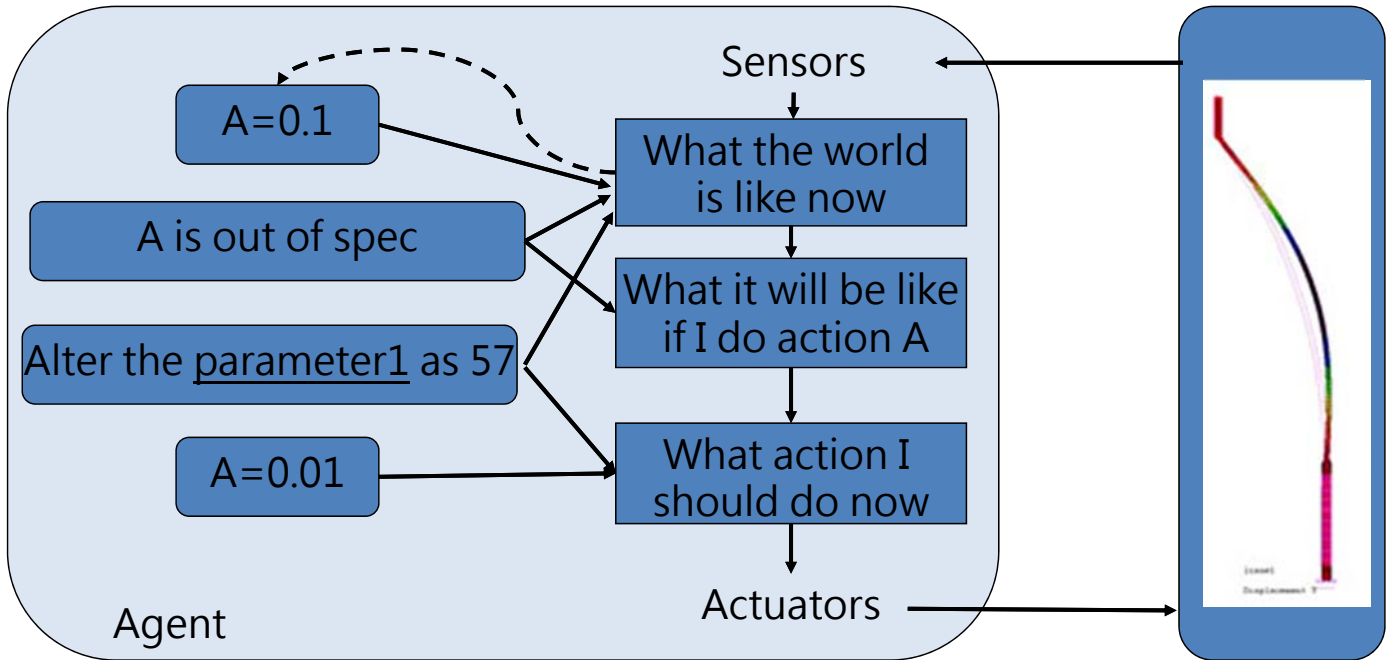 Sensors
A=0.1
What the world
is like now
A is out of spec
What it will be like
if I do action A
Alter the parameter1 as 57
What action I
should do now
A=0.01
Actuators
Agent
Displacement